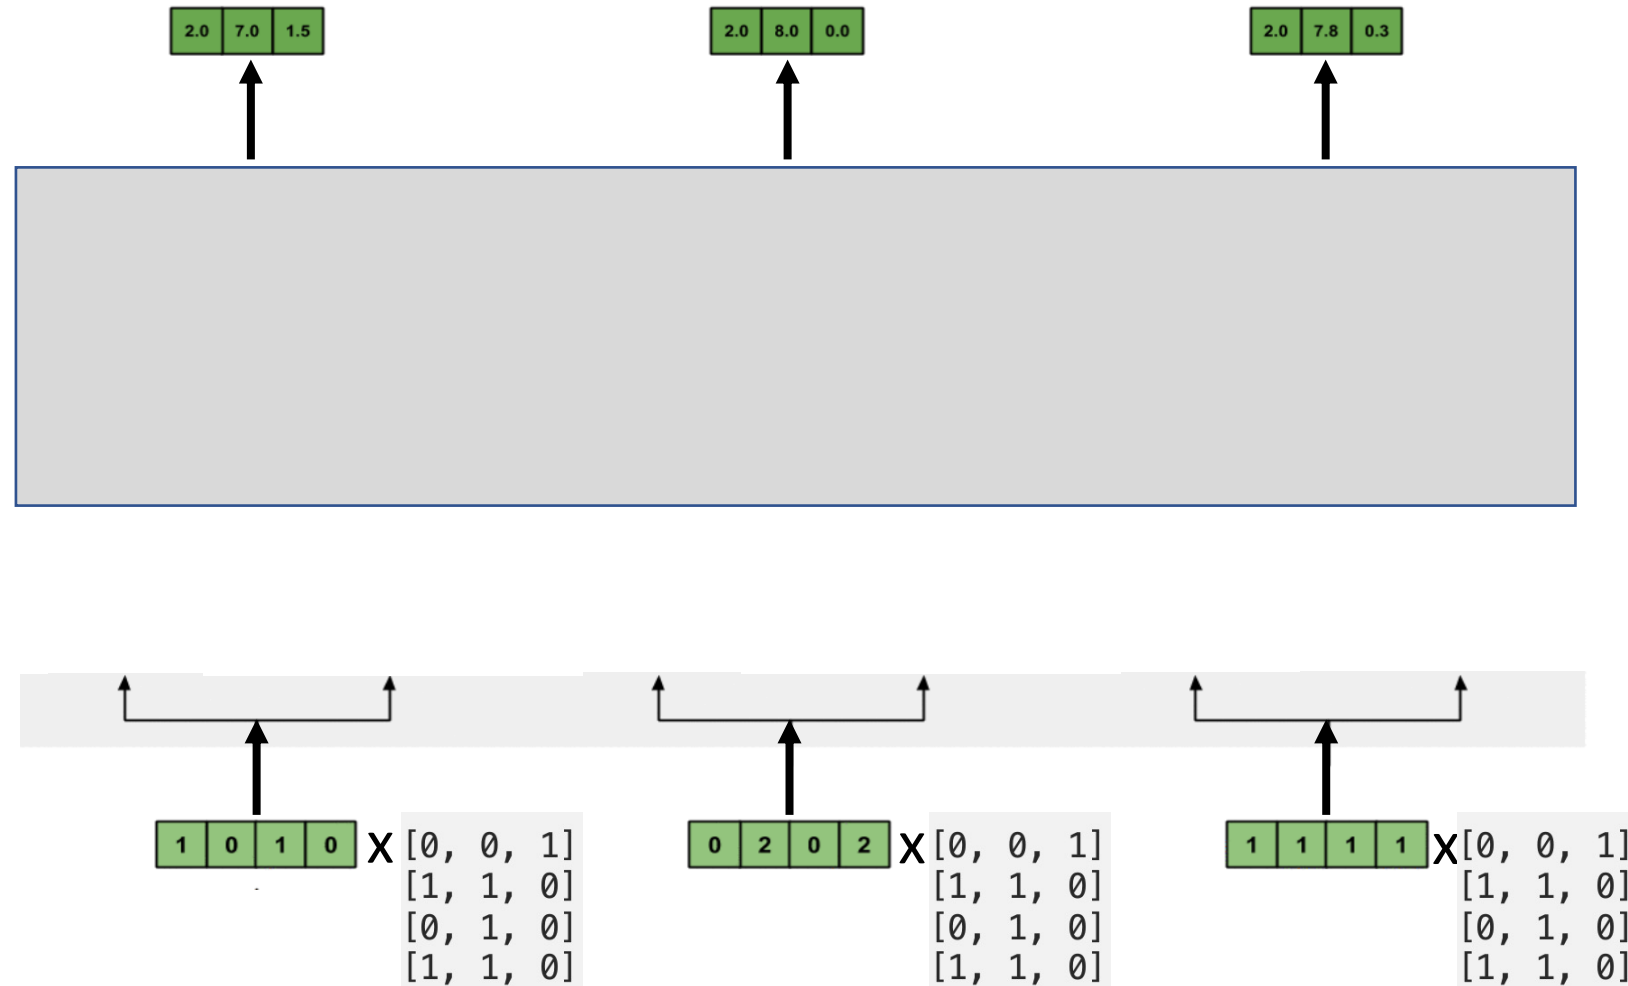 2.0 7.0 1.5
2.0 8.0 0.0
2.0 7.8 0.3
1 0 1 0 X [0, 0, 1]
[1, 1, 0]
[0, 1, 0]
[1, 1, 0]
0 2 0 2 X [0, 0, 1]
[1, 1, 0]
[0, 1, 0]
[1, 1, 0]
1 1 1 1 X [0, 0, 1]
[1, 1, 0]
[0, 1, 0]
[1, 1, 0]